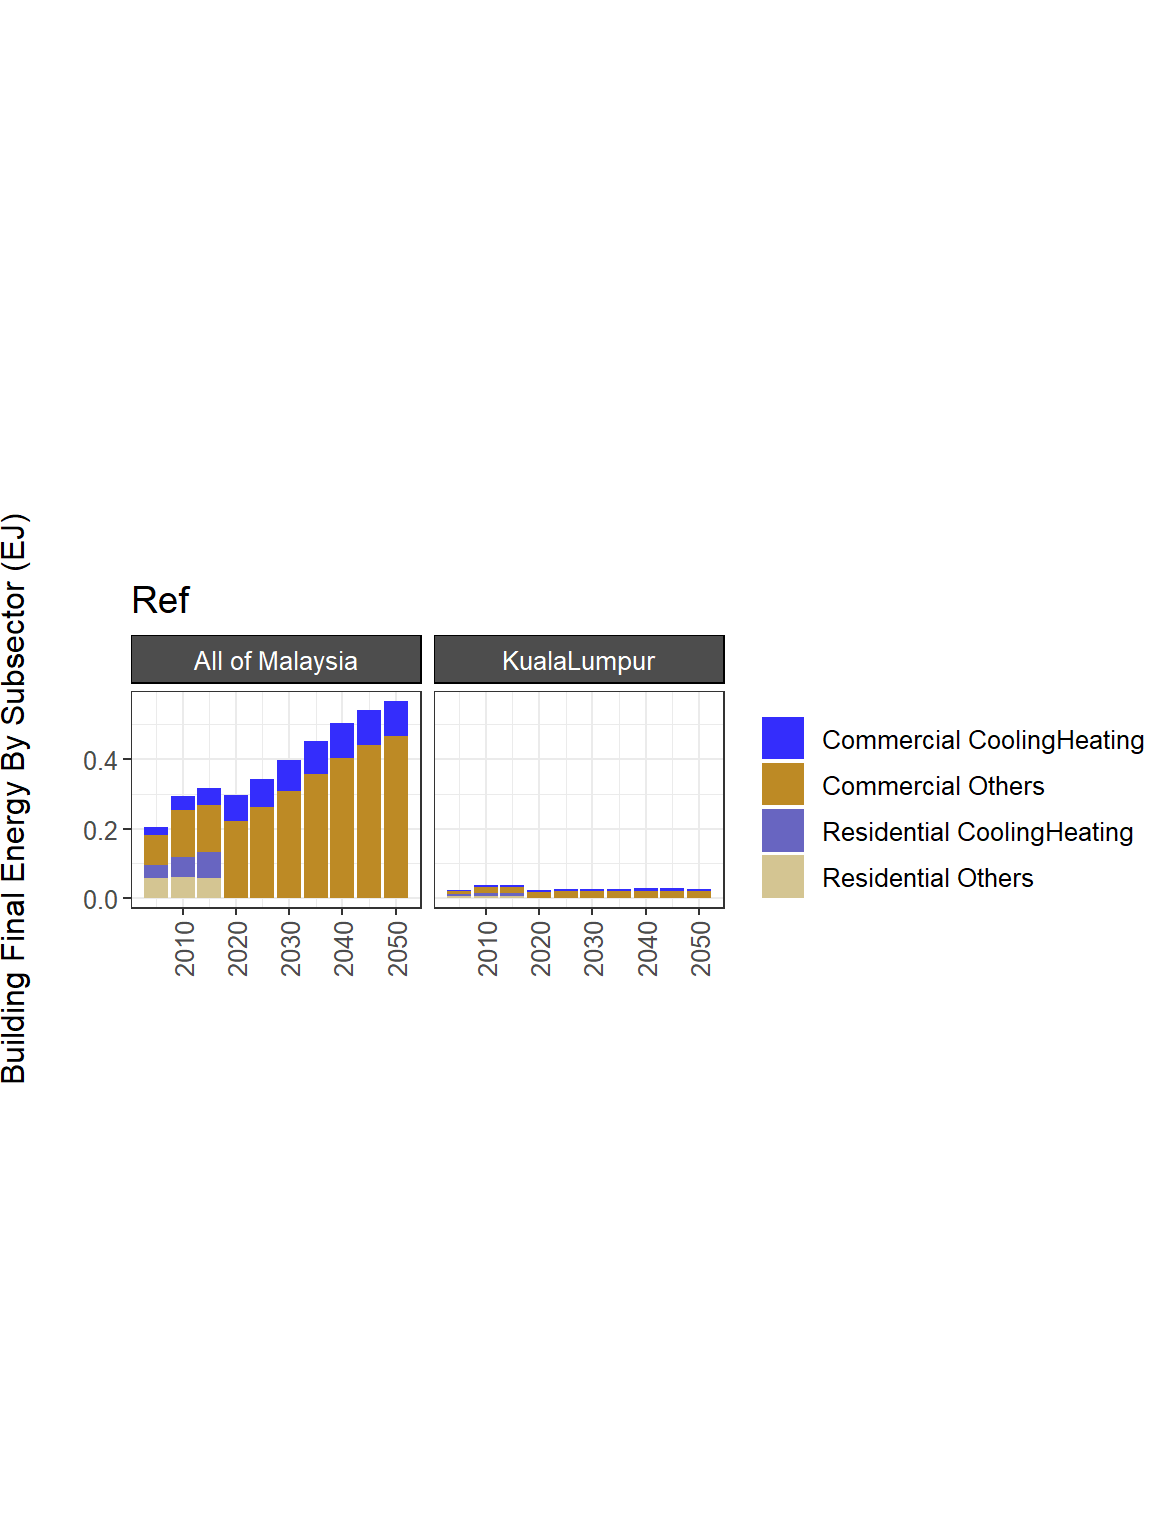 Building Final Energy By Subsector (EJ)
Ref
All of Malaysia
KualaLumpur
0.4
0.2
0.0
2010
2020
2030
2040
2050
2010
2020
2030
2040
2050
Commercial CoolingHeating
Commercial Others
Residential CoolingHeating
Residential Others